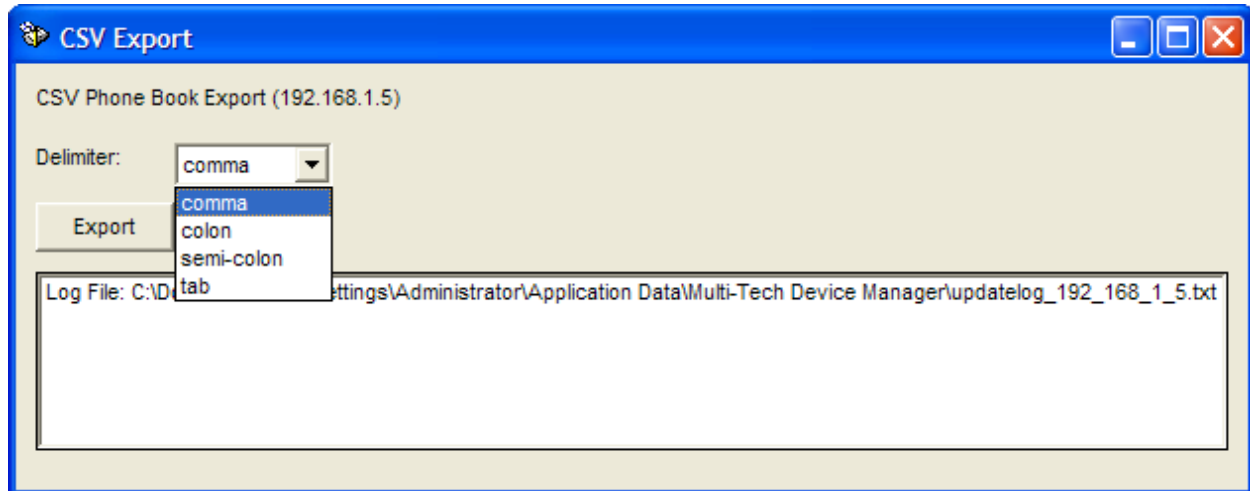 CSV Export
CSV Phone Book Export (192.168.1.5)
Delimiter:
comma
comma
colon
semi-colon
tab
Export
Log File: C:\D ettings\Administrator\Application Data\Multi-Tech Device Manager\updatelog_192_168_1_5.txt